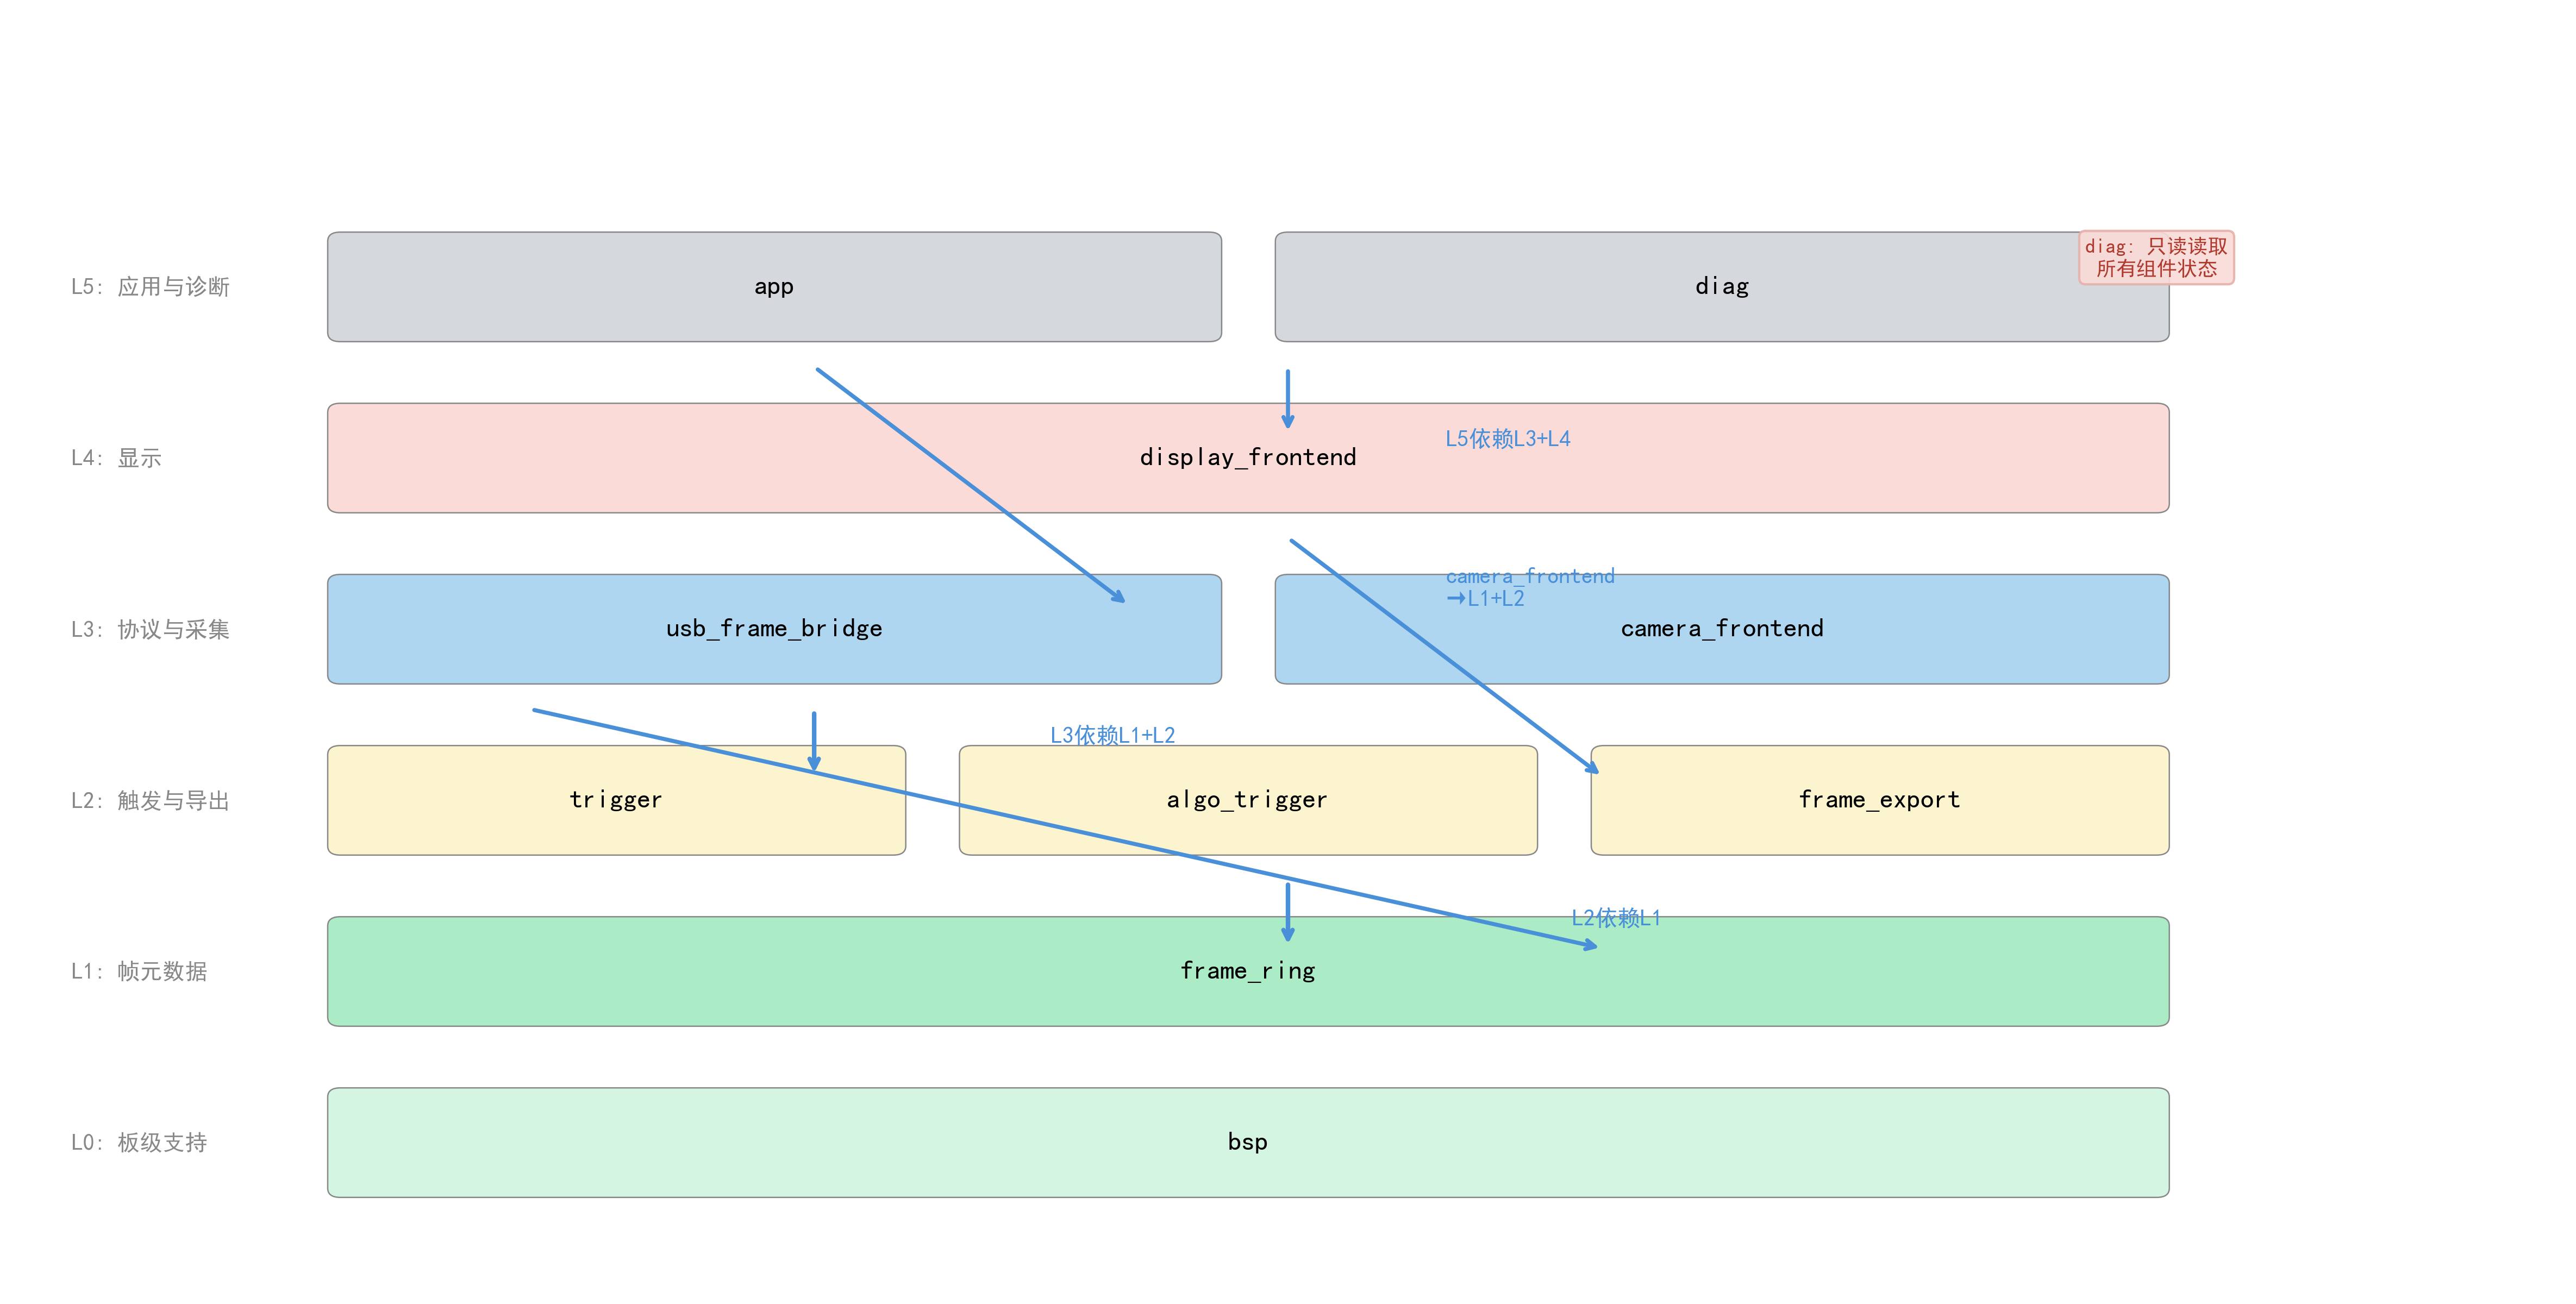 L5: 应用与诊断
app
diag
diag: 只读读取
所有组件状态
L4: 显示
display_frontend
L5依赖L3+L4
L3: 协议与采集
usb_frame_bridge
camera_frontend
camera_frontend
→L1+L2
L3依赖L1+L2
L2: 触发与导出
trigger
algo_trigger
frame_export
L2依赖L1
L1: 帧元数据
frame_ring
L0: 板级支持
bsp